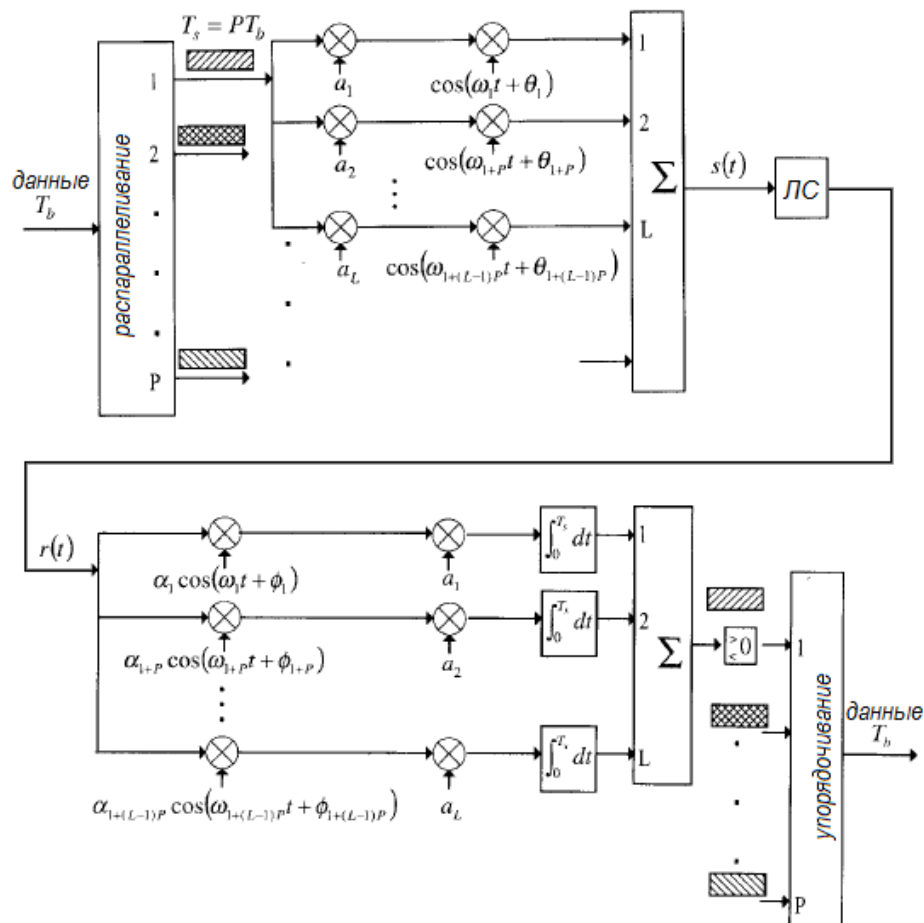 T_s = PT_b
данные
T_b
распараллеливание
1
2
P
a_1
cos(ω_1t + θ_1)
a_2
cos(ω_{1+P}t + θ_{1+P})
a_L
cos(ω_{1+(L−1)P}t + θ_{1+(L−1)P})
1
2
L
Σ
s(t)
ЛС
r(t)
α_1 cos(ω_1t + ϕ_1)
a_1
∫_0^{T_s} dt
1
α_{1+P} cos(ω_{1+P}t + ϕ_{1+P})
a_2
∫_0^{T_s} dt
2
α_{1+(L−1)P} cos(ω_{1+(L−1)P}t + ϕ_{1+(L−1)P})
a_L
∫_0^{T_s} dt
L
Σ
>
< 0
1
P
упорядочивание
данные
T_b